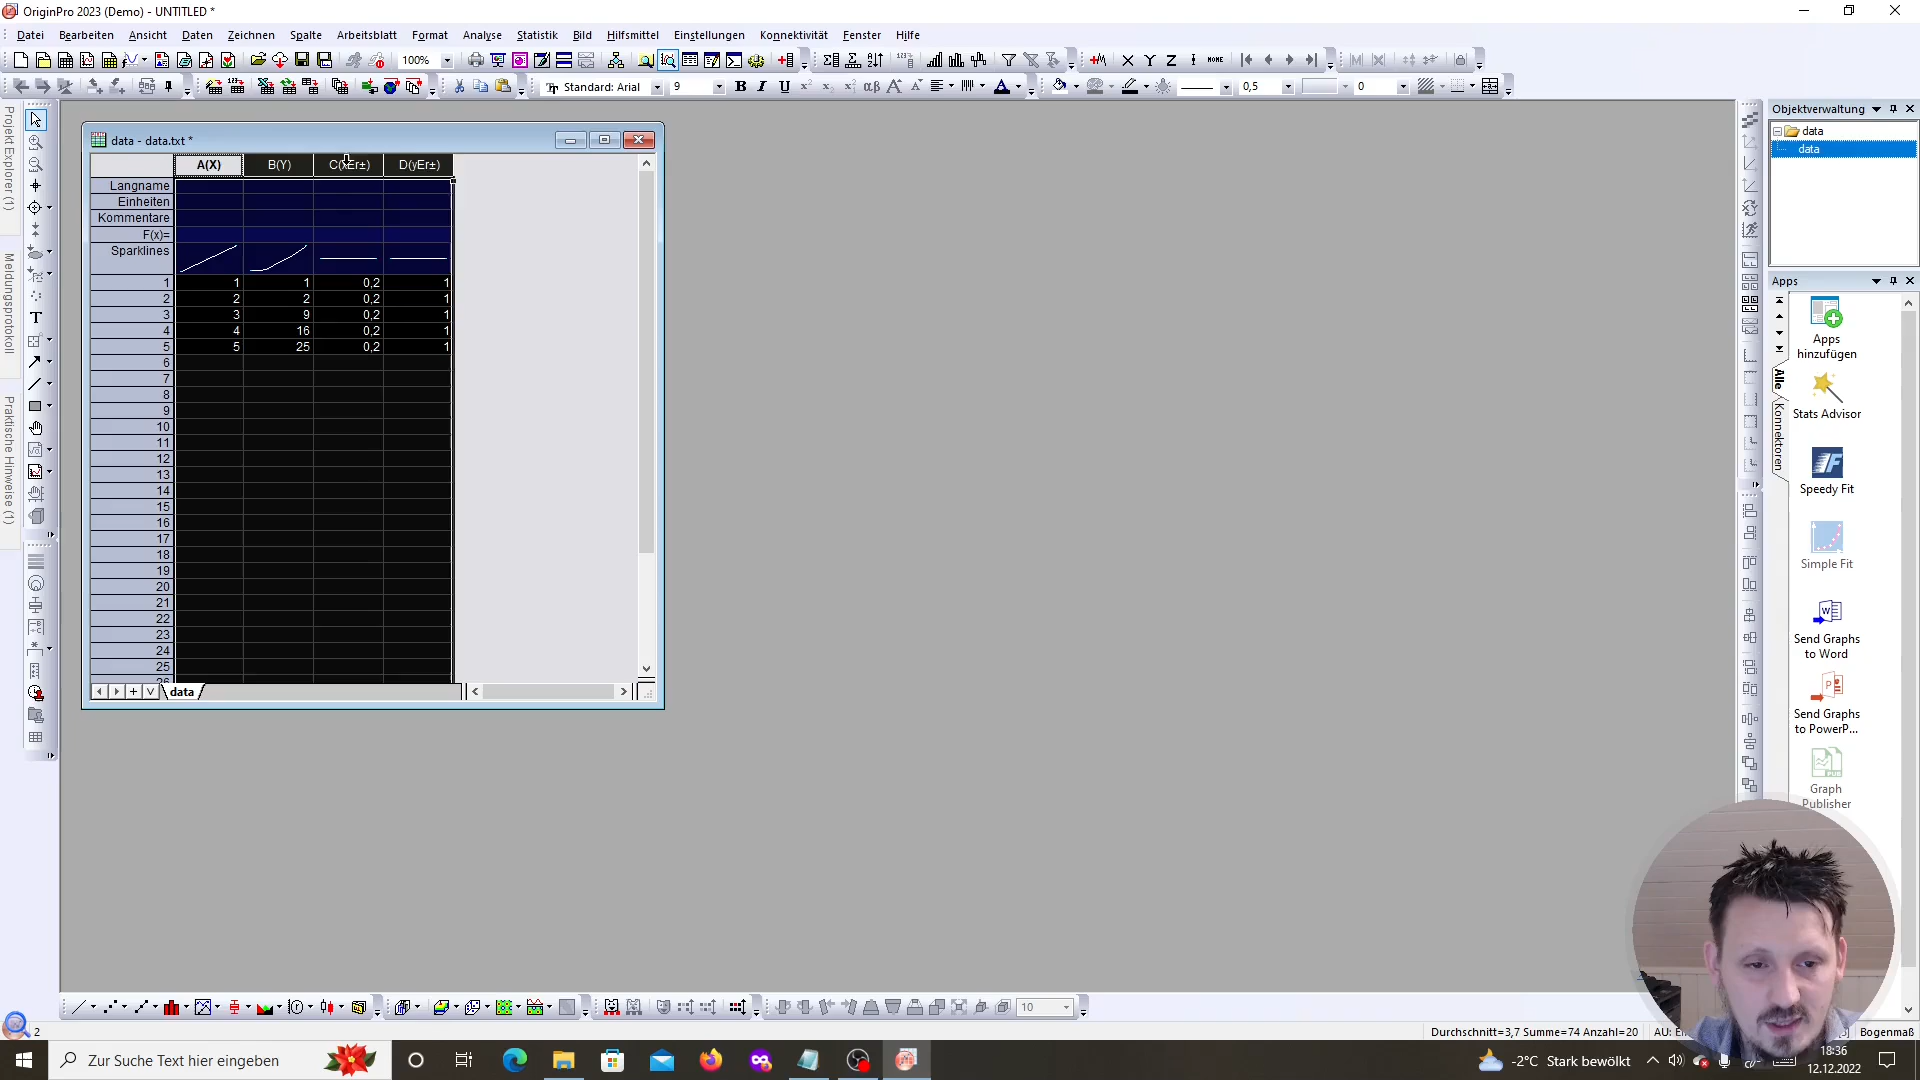 OriginPro 2023 (Demo) - UNTITLED *
Datei Bearbeiten Ansicht Daten Zeichnen Spalte Arbeitsblatt Format Analyse Statistik Bild Hilfsmittel Einstellungen Konnektivität Fenster Hilfe
100%
Standard: Arial 9 B I U αβ A 0,5 0
Projekt Explorer (1)
Meldungsprotokoll
Praktische Hinweise (1)
data - data.txt *
A(X) B(Y) C(xEr±) D(yEr±)
Langname
Einheiten
Kommentare
F(x)=
Sparklines
1 1 1 0,2 1
2 2 2 0,2 1
3 3 9 0,2 1
4 4 16 0,2 1
5 5 25 0,2 1
6
7
8
9
10
11
12
13
14
15
16
17
18
19
20
21
22
23
24
25
26
data
Objektverwaltung
data
data
Apps
Alle
Konnektoren
Apps
hinzufügen
Stats Advisor
Speedy Fit
Simple Fit
Send Graphs
to Word
Send Graphs
to PowerP...
Graph
Publisher
10
2
Durchschnitt=3,7 Summe=74 Anzahl=20
Bogenmaß
Zur Suche Text hier eingeben
-2°C Stark bewölkt
18:36
12.12.2022